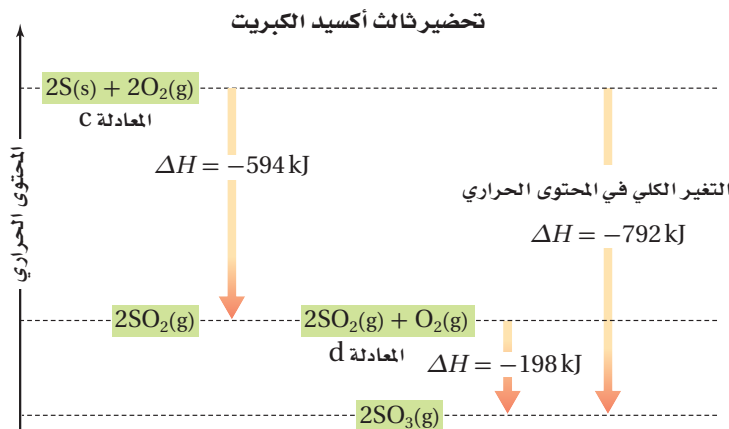 تحضير ثالث أكسيد الكبريت
المحتوى الحراري
2S(s) + 2O₂(g)
المعادلة c
ΔH = −594 kJ
التغير الكلي في المحتوى الحراري
ΔH = −792 kJ
2SO₂(g)
2SO₂(g) + O₂(g)
المعادلة d
ΔH = −198 kJ
2SO₃(g)